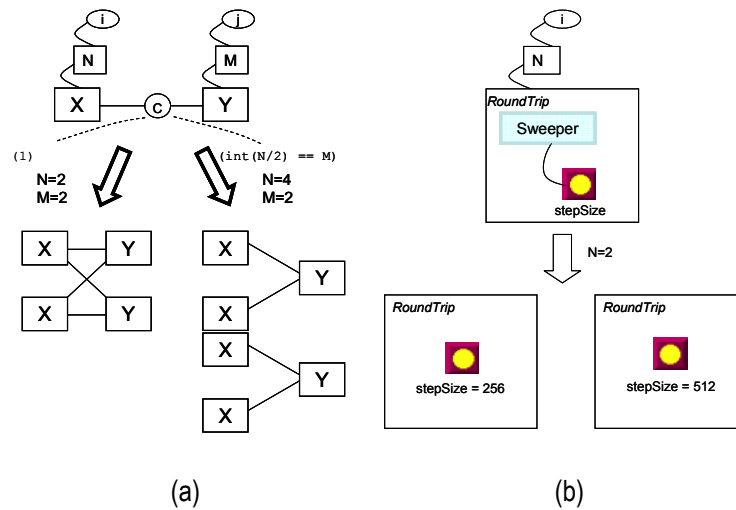 i
j
N
M
X
c
Y
(1)
(int(N/2) == M)
N=2
M=2
N=4
M=2
X
Y
X
Y
X
X
Y
X
X
Y
(a)
i
N
RoundTrip
Sweeper
stepSize
N=2
RoundTrip
stepSize = 256
RoundTrip
stepSize = 512
(b)